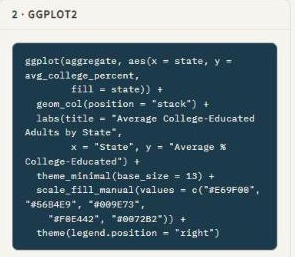 2 · GGPLOT2
ggplot(aggregate, aes(x = state, y =
avg_college_percent,
fill = state)) +
geom_col(position = "stack") +
labs(title = "Average College-Educated
Adults by State",
x = "State", y = "Average %
College-Educated") +
theme_minimal(base_size = 13) +
scale_fill_manual(values = c("#E69F00",
"#56B4E9", "#009E73",
"#F0E442", "#0072B2")) +
theme(legend.position = "right")